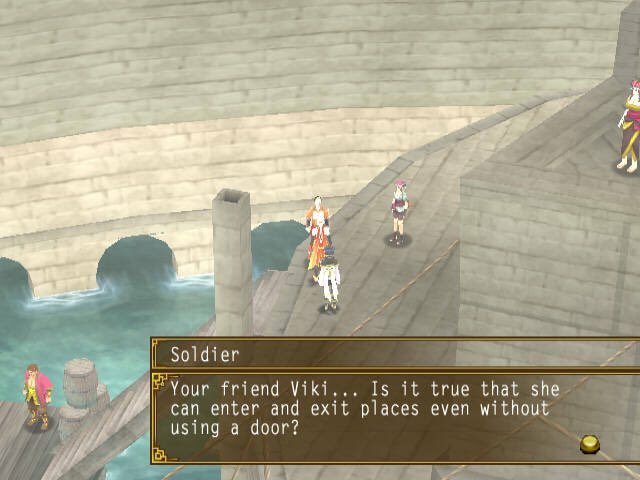 Soldier
Your friend Viki... Is it true that she
can enter and exit places even without
using a door?